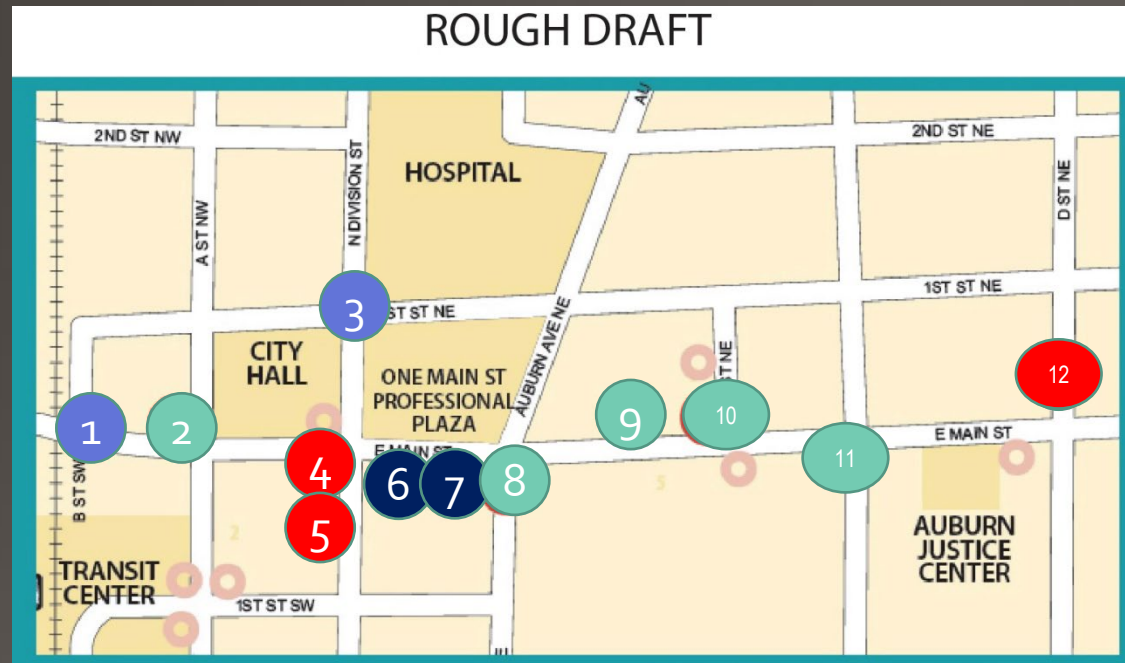 ROUGH DRAFT
AU
2ND ST NW
2ND ST NE
HOSPITAL
N DIVISION ST
A ST NW
D ST NE
1ST ST NE
3
ST ST NE
CITY
HALL
ONE MAIN ST
PROFESSIONAL
PLAZA
AUBURN AVE NE
ST NE
12
1
2
9
10
E MAIN ST
E MAIN ST
4
6
7
8
11
B ST SW
5
5
2
AUBURN
JUSTICE
CENTER
TRANSIT
CENTER
1ST ST SW